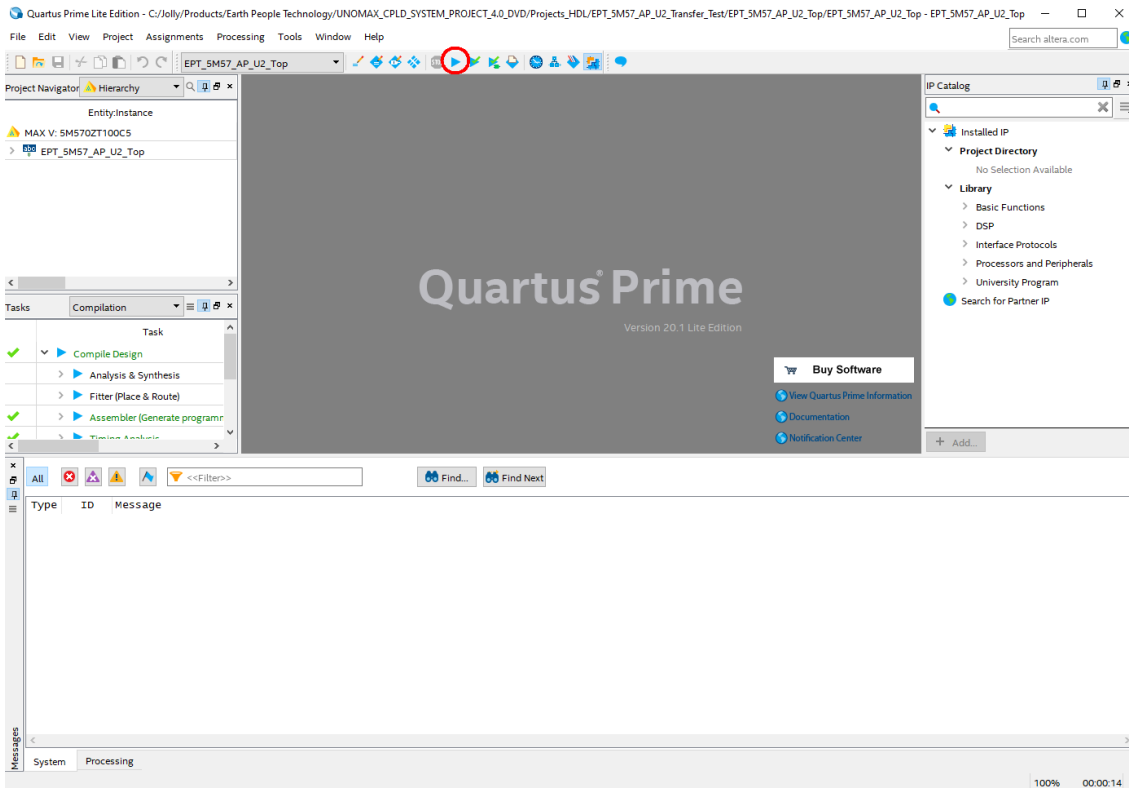 Quartus Prime Lite Edition - C:/Jolly/Products/Earth People Technology/UNOMAX_CPLD_SYSTEM_PROJECT_4.0_DVD/Projects_HDL/EPT_5M57_AP_U2_Transfer_Test/EPT_5M57_AP_U2_Top/EPT_5M57_AP_U2_Top - EPT_5M57_AP_U2_Top
File Edit View Project Assignments Processing Tools Window Help
Search altera.com
EPT_5M57_AP_U2_Top
Project Navigator Hierarchy
Entity:Instance
MAX V: 5M570ZT100C5
EPT_5M57_AP_U2_Top
Tasks Compilation
Task
Compile Design
Analysis & Synthesis
Fitter (Place & Route)
Assembler (Generate programr
Timing Analysis
Quartus Prime
Version 20.1 Lite Edition
Buy Software
View Quartus Prime Information
Documentation
Notification Center
IP Catalog
Installed IP
Project Directory
No Selection Available
Library
Basic Functions
DSP
Interface Protocols
Processors and Peripherals
University Program
Search for Partner IP
+ Add...
All <<Filter>> Find... Find Next
Type ID Message
Messages
System Processing
100% 00:00:14